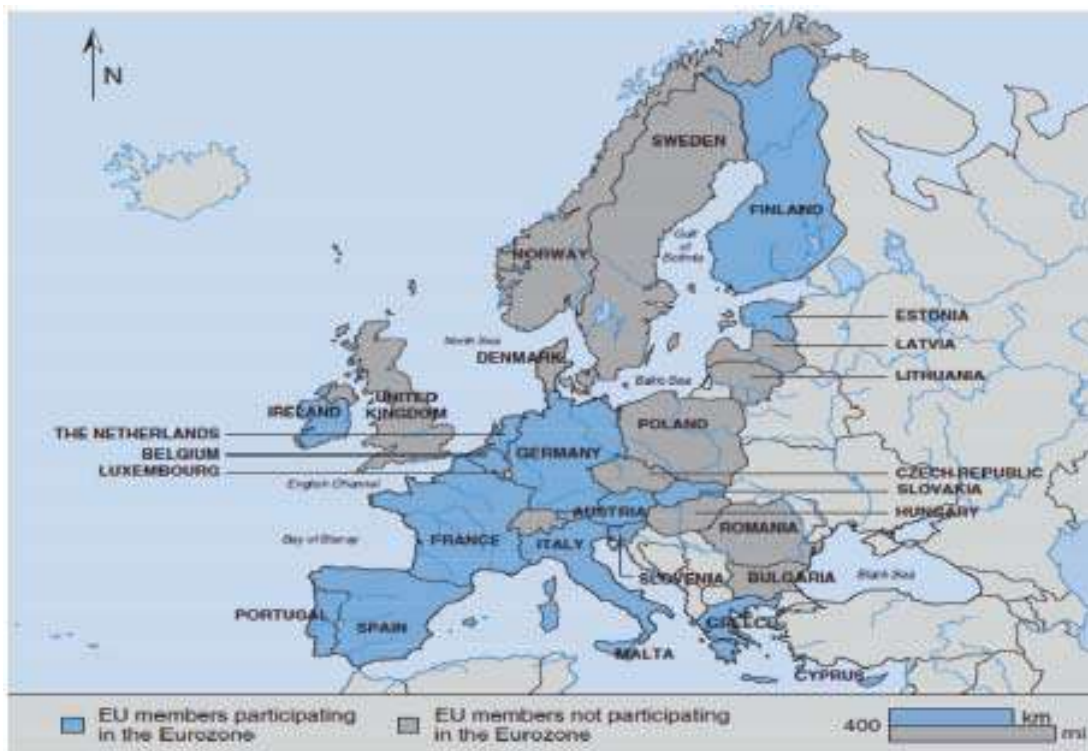 N
SWEDEN
FINLAND
Gulf
of
Bothnia
NORWAY
ESTONIA
North Sea
LATVIA
DENMARK
Baltic Sea
LITHUANIA
UNITED
KINGDOM
IRELAND
POLAND
THE NETHERLANDS
GERMANY
BELGIUM
CZECH REPUBLIC
LUXEMBOURG
SLOVAKIA
English Channel
AUSTRIA
HUNGARY
ROMANIA
Bay of Biscay
FRANCE
ITALY
SLOVENIA
BULGARIA
Black Sea
PORTUGAL
SPAIN
GREECE
MALTA
CYPRUS
EU members participating
in the Eurozone
EU members not participating
in the Eurozone
400
km
mi